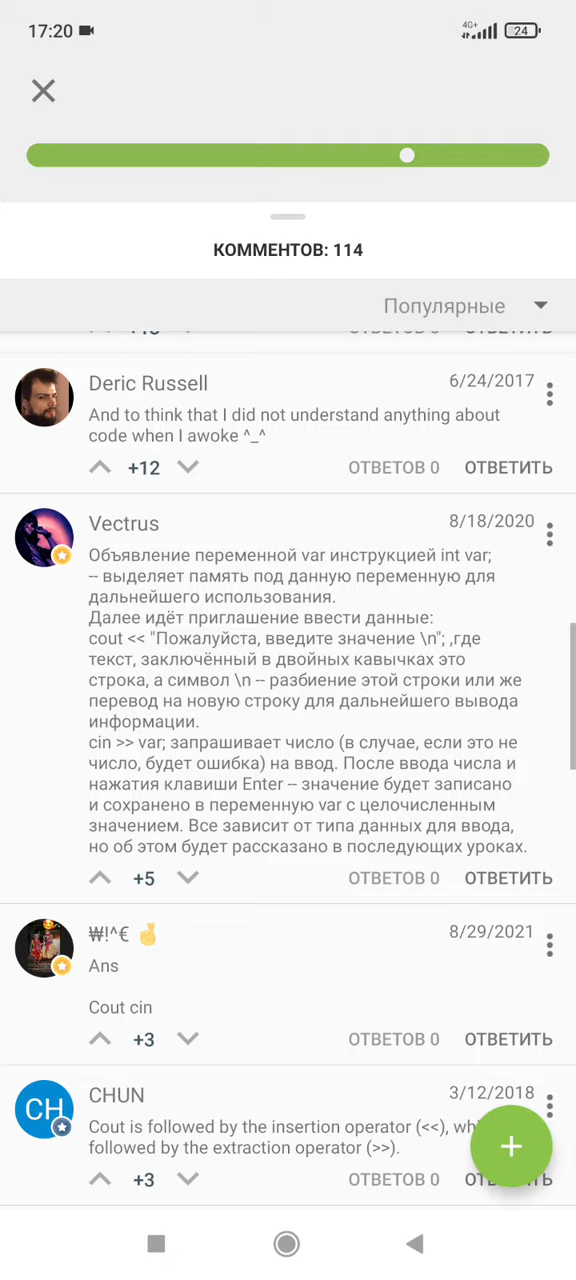 17:20
4G+
24
КОММЕНТОВ: 114
Популярные
Deric Russell
6/24/2017
And to think that I did not understand anything about
code when I awoke ^_^
+12
ОТВЕТОВ 0
ОТВЕТИТЬ
Vectrus
8/18/2020
Объявление переменной var инструкцией int var;
-- выделяет память под данную переменную для
дальнейшего использования.
Далее идёт приглашение ввести данные:
cout << "Пожалуйста, введите значение \n"; ,где
текст, заключённый в двойных кавычках это
строка, а символ \n -- разбиение этой строки или же
перевод на новую строку для дальнейшего вывода
информации.
cin >> var; запрашивает число (в случае, если это не
число, будет ошибка) на ввод. После ввода числа и
нажатия клавиши Enter -- значение будет записано
и сохранено в переменную var с целочисленным
значением. Все зависит от типа данных для ввода,
но об этом будет рассказано в последующих уроках.
+5
ОТВЕТОВ 0
ОТВЕТИТЬ
₩!^€ 🤞
8/29/2021
Ans
Cout cin
+3
ОТВЕТОВ 0
ОТВЕТИТЬ
CH
CHUN
3/12/2018
Cout is followed by the insertion operator (<<),
followed by the extraction operator (>>).
+3
ОТВЕТОВ 0